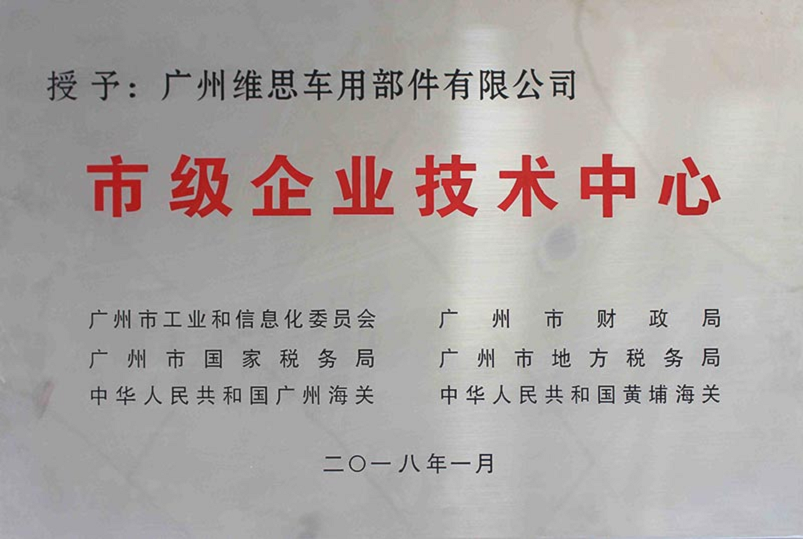 授予：广州维思车用部件有限公司
市级企业技术中心
广州市工业和信息化委员会 广州市财政局
广州市国家税务局 广州市地方税务局
中华人民共和国广州海关 中华人民共和国黄埔海关
二〇一八年一月